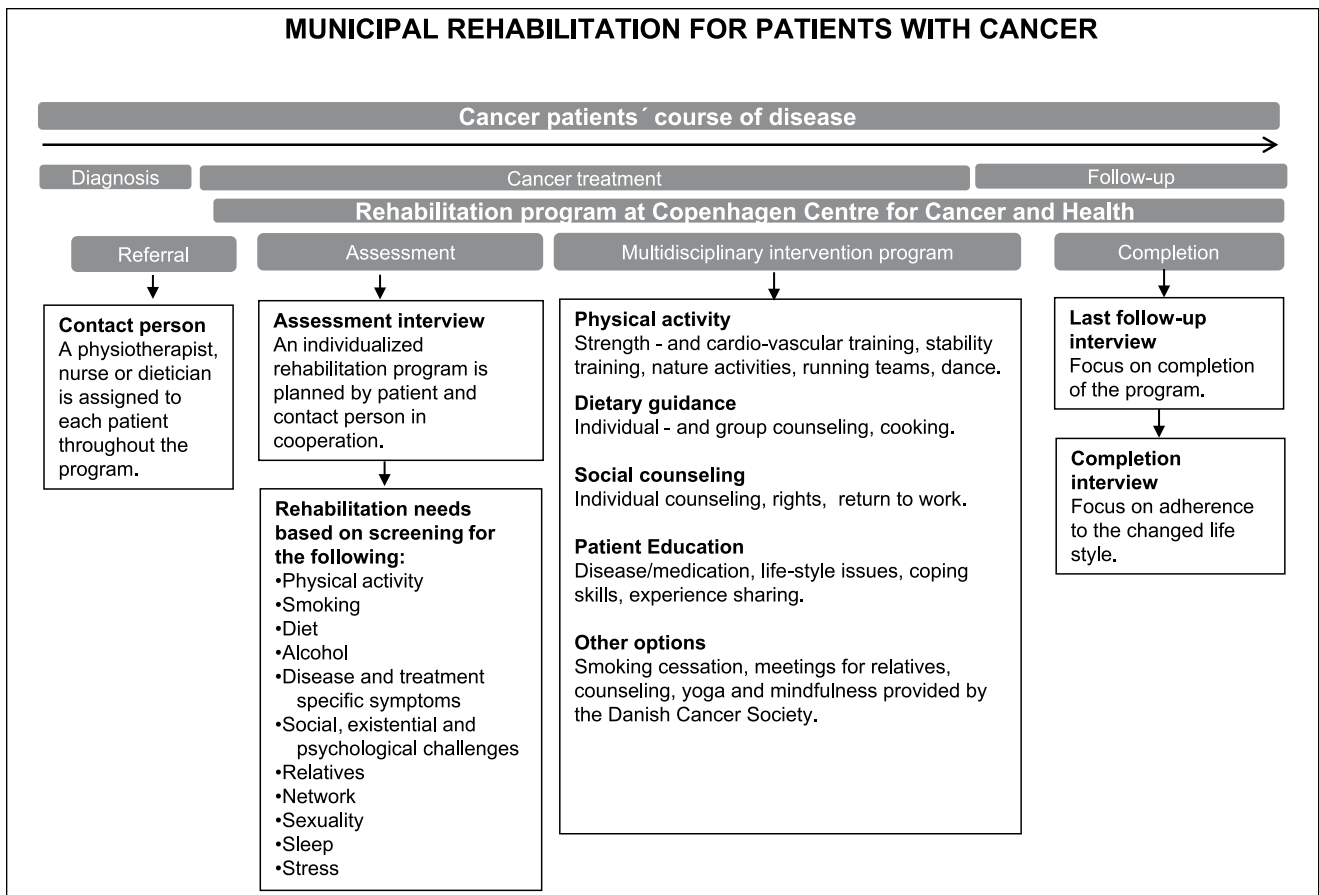 MUNICIPAL REHABILITATION FOR PATIENTS WITH CANCER
Cancer patients´ course of disease
Diagnosis
Cancer treatment
Follow-up
Rehabilitation program at Copenhagen Centre for Cancer and Health
Referral
Assessment
Multidisciplinary intervention program
Completion
Contact person
A physiotherapist,
nurse or dietician
is assigned to
each patient
throughout the
program.
Assessment interview
An individualized
rehabilitation program is
planned by patient and
contact person in
cooperation.
Rehabilitation needs
based on screening for
the following:
•Physical activity
•Smoking
•Diet
•Alcohol
•Disease and treatment
specific symptoms
•Social, existential and
psychological challenges
•Relatives
•Network
•Sexuality
•Sleep
•Stress
Physical activity
Strength - and cardio-vascular training, stability
training, nature activities, running teams, dance.
Dietary guidance
Individual - and group counseling, cooking.
Social counseling
Individual counseling, rights, return to work.
Patient Education
Disease/medication, life-style issues, coping
skills, experience sharing.
Other options
Smoking cessation, meetings for relatives,
counseling, yoga and mindfulness provided by
the Danish Cancer Society.
Last follow-up
interview
Focus on completion
of the program.
Completion
interview
Focus on adherence
to the changed life
style.